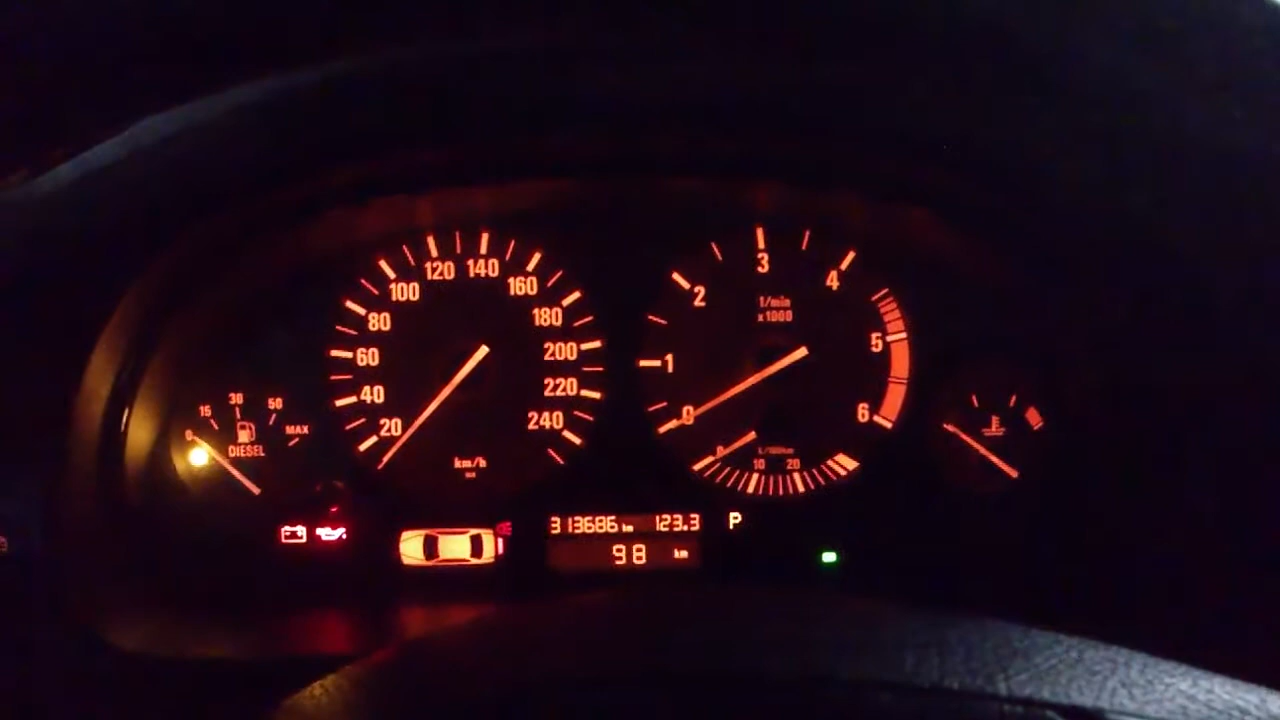 20 40 60 80 100 120 140 160 180 200 220 240
km/h
0 1 2 3 4 5 6
1/min
x1000
0 10 20
0 15 30 50 MAX
DIESEL
313686 km 123.3
98 km
P